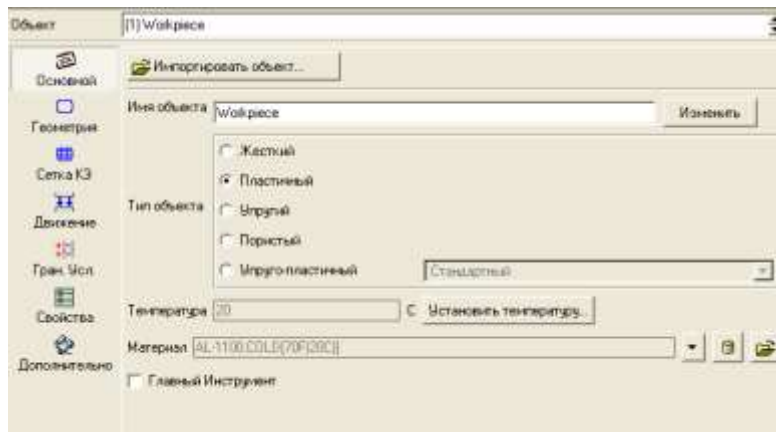 Объект (1) Workpiece
Основной
Импортировать объект...
Геометрия
Имя объекта Workpiece Изменить
Сетка КЭ
Тип объекта
Жесткий
Пластичный
Упругий
Пористый
Упруго-пластичный Стандартный
Движение
Гран. Усл.
Свойства
Дополнительно
Температура 20 C Установить температуру...
Материал AL-1100,COLD[70F(20C)]
Главный Инструмент